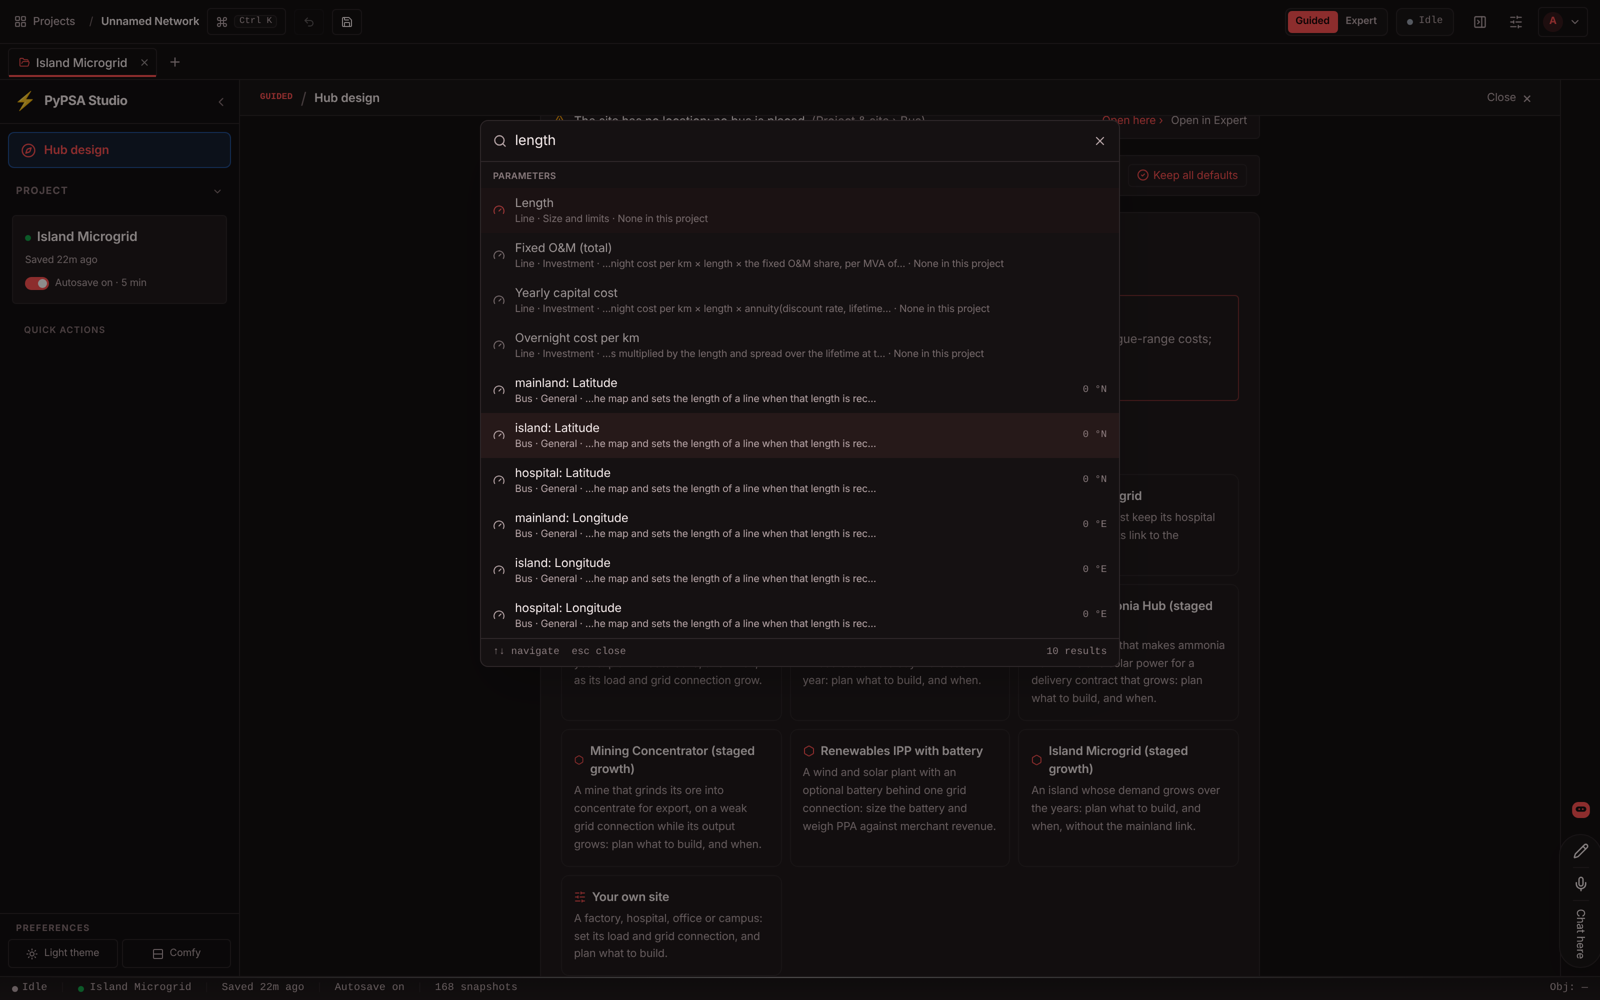 Projects / Unnamed Network ⌘ Ctrl K
Guided Expert
Idle
A
Island Microgrid
PyPSA Studio
GUIDED / Hub design
Close
Hub design
PROJECT
Island Microgrid
Saved 22m ago
Autosave on · 5 min
QUICK ACTIONS
Open here › Open in Expert
Keep all defaults
length
PARAMETERS
Length
Line · Size and limits · None in this project
Fixed O&M (total)
Line · Investment · ...night cost per km × length × the fixed O&M share, per MVA of... · None in this project
Yearly capital cost
Line · Investment · ...night cost per km × length × annuity(discount rate, lifetime... · None in this project
Overnight cost per km
Line · Investment · ...s multiplied by the length and spread over the lifetime at t... · None in this project
mainland: Latitude
Bus · General · ...he map and sets the length of a line when that length is rec...
0 °N
island: Latitude
Bus · General · ...he map and sets the length of a line when that length is rec...
0 °N
hospital: Latitude
Bus · General · ...he map and sets the length of a line when that length is rec...
0 °N
mainland: Longitude
Bus · General · ...he map and sets the length of a line when that length is rec...
0 °E
island: Longitude
Bus · General · ...he map and sets the length of a line when that length is rec...
0 °E
hospital: Longitude
Bus · General · ...he map and sets the length of a line when that length is rec...
0 °E
↑↓ navigate esc close
10 results
gue-range costs;
grid
st keep its hospital
s link to the
nia Hub (staged
that makes ammonia
lar power for a
delivery contract that grows: plan
what to build, and when.
as its load and grid connection grow.
year: plan what to build, and when.
Mining Concentrator (staged
growth)
A mine that grinds its ore into
concentrate for export, on a weak
grid connection while its output
grows: plan what to build, and when.
Renewables IPP with battery
A wind and solar plant with an
optional battery behind one grid
connection: size the battery and
weigh PPA against merchant revenue.
Island Microgrid (staged
growth)
An island whose demand grows over
the years: plan what to build, and
when, without the mainland link.
Your own site
A factory, hospital, office or campus:
set its load and grid connection, and
plan what to build.
Chat here
PREFERENCES
Light theme
Comfy
Idle
Island Microgrid
Saved 22m ago
Autosave on
168 snapshots
Obj: —